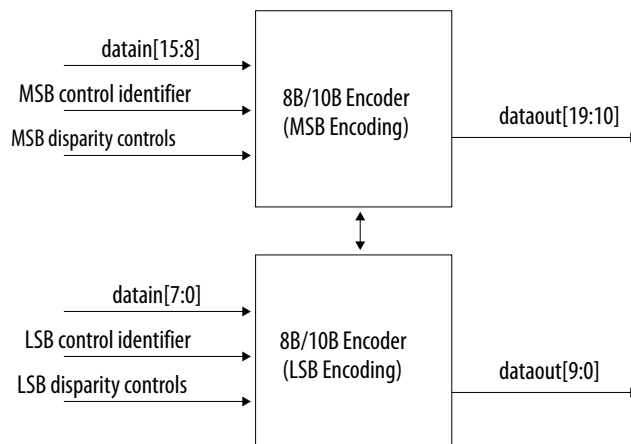 datain[15:8]
MSB control identifier
MSB disparity controls
8B/10B Encoder
(MSB Encoding)
dataout[19:10]
datain[7:0]
LSB control identifier
LSB disparity controls
8B/10B Encoder
(LSB Encoding)
dataout[9:0]